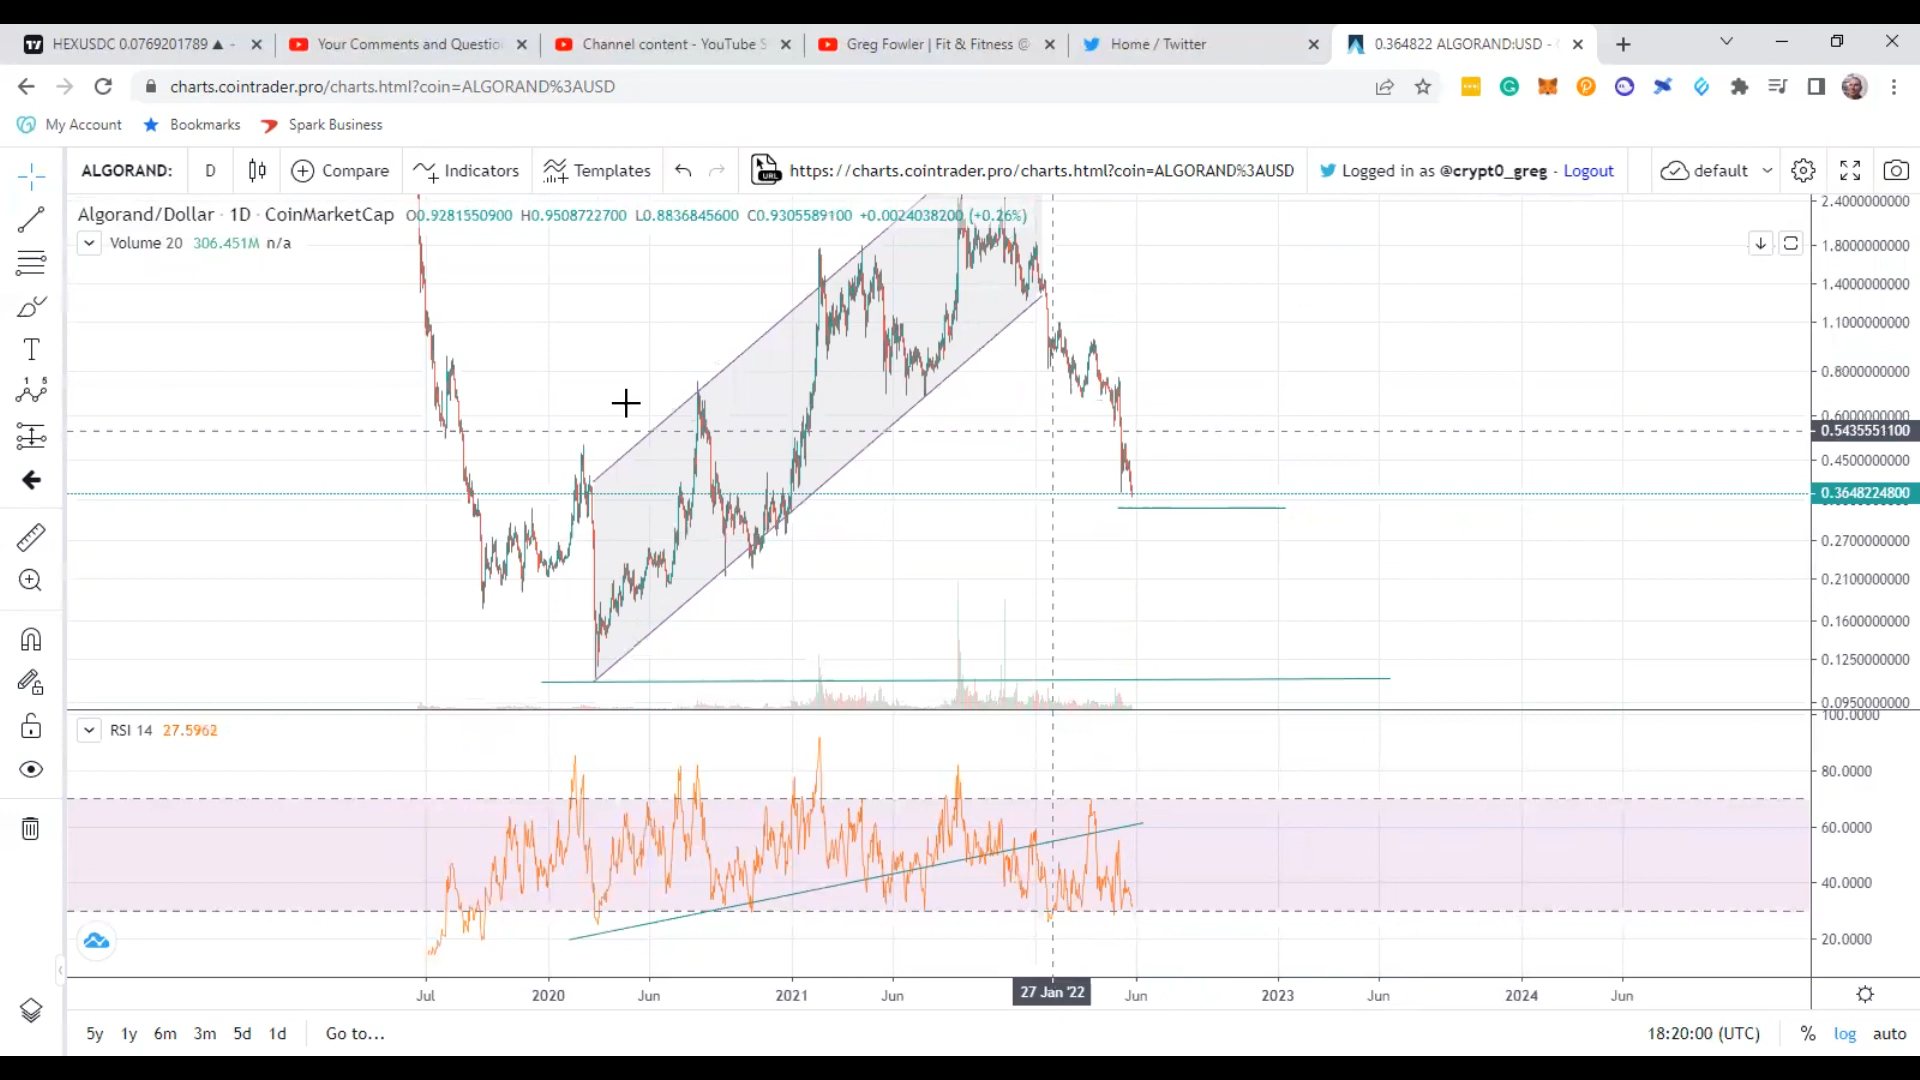 HEXUSDC 0.0769201789 ▲ -
Your Comments and Questio
Channel content - YouTube S
Greg Fowler | Fit & Fitness @
Home / Twitter
0.364822 ALGORAND:USD -
charts.cointrader.pro/charts.html?coin=ALGORAND%3AUSD
My Account
Bookmarks
Spark Business
ALGORAND:
D
Compare
Indicators
Templates
URL
https://charts.cointrader.pro/charts.html?coin=ALGORAND%3AUSD
Logged in as @crypt0_greg - Logout
default
Algorand/Dollar · 1D · CoinMarketCap O0.9281550900 H0.9508722700 L0.8836845600 C0.9305589100 +0.0024038200 (+0.26%)
Volume 20 306.451M n/a
2.4000000000
1.8000000000
1.4000000000
1.1000000000
0.8000000000
0.6000000000
0.5435551100
0.4500000000
0.3648224800
0.2700000000
0.2100000000
0.1600000000
0.1250000000
0.0950000000
RSI 14 27.5962
100.0000
80.0000
60.0000
40.0000
20.0000
Jul
2020
Jun
2021
Jun
27 Jan '22
Jun
2023
Jun
2024
Jun
5y 1y 6m 3m 5d 1d Go to...
18:20:00 (UTC) % log auto